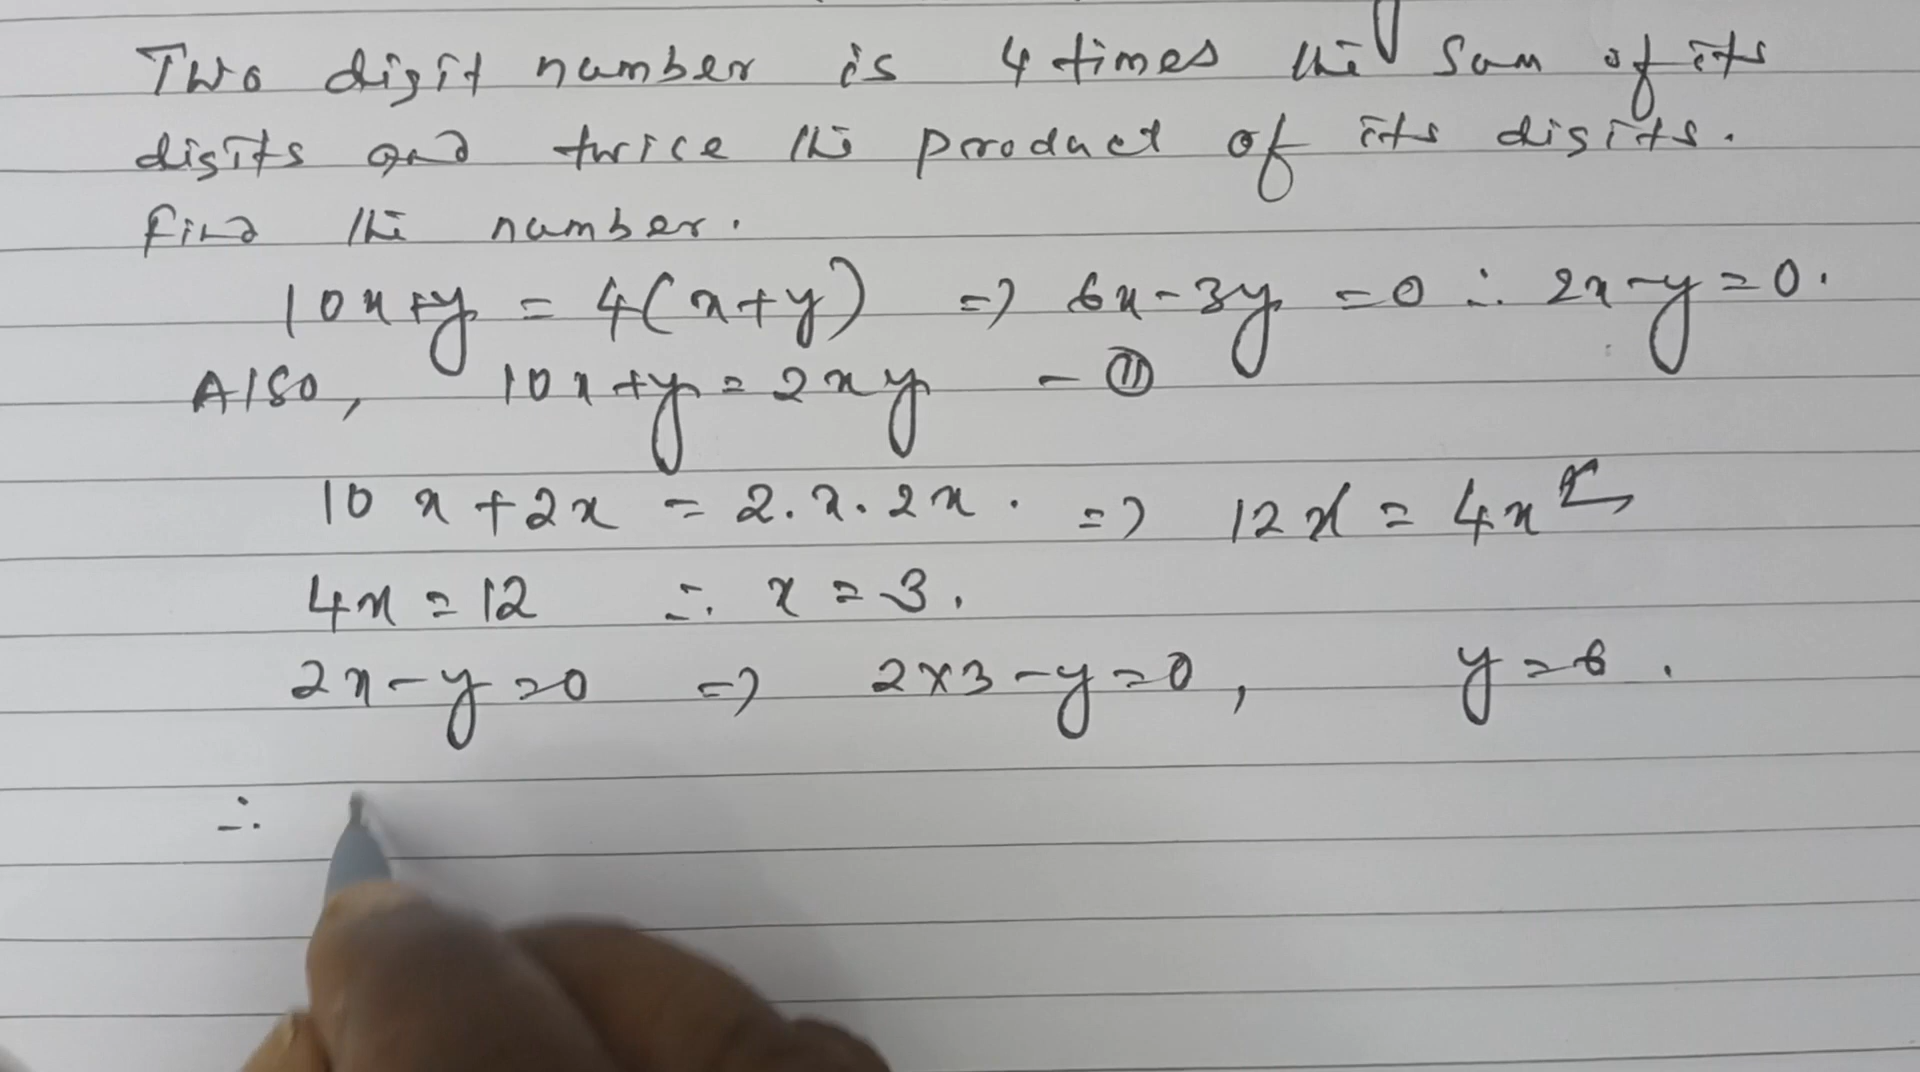 Two digit number is 4 times the sum of its
digits and twice the product of its digits.
Find the number.
10x+y = 4(x+y) => 6x-3y = 0 ∴ 2x-y=0.
Also, 10x+y = 2xy - ⑪
10x+2x = 2.x.2x. => 12x = 4x²
4x = 12 ∴ x = 3.
2x-y=0 => 2×3-y=0, y=6.
∴